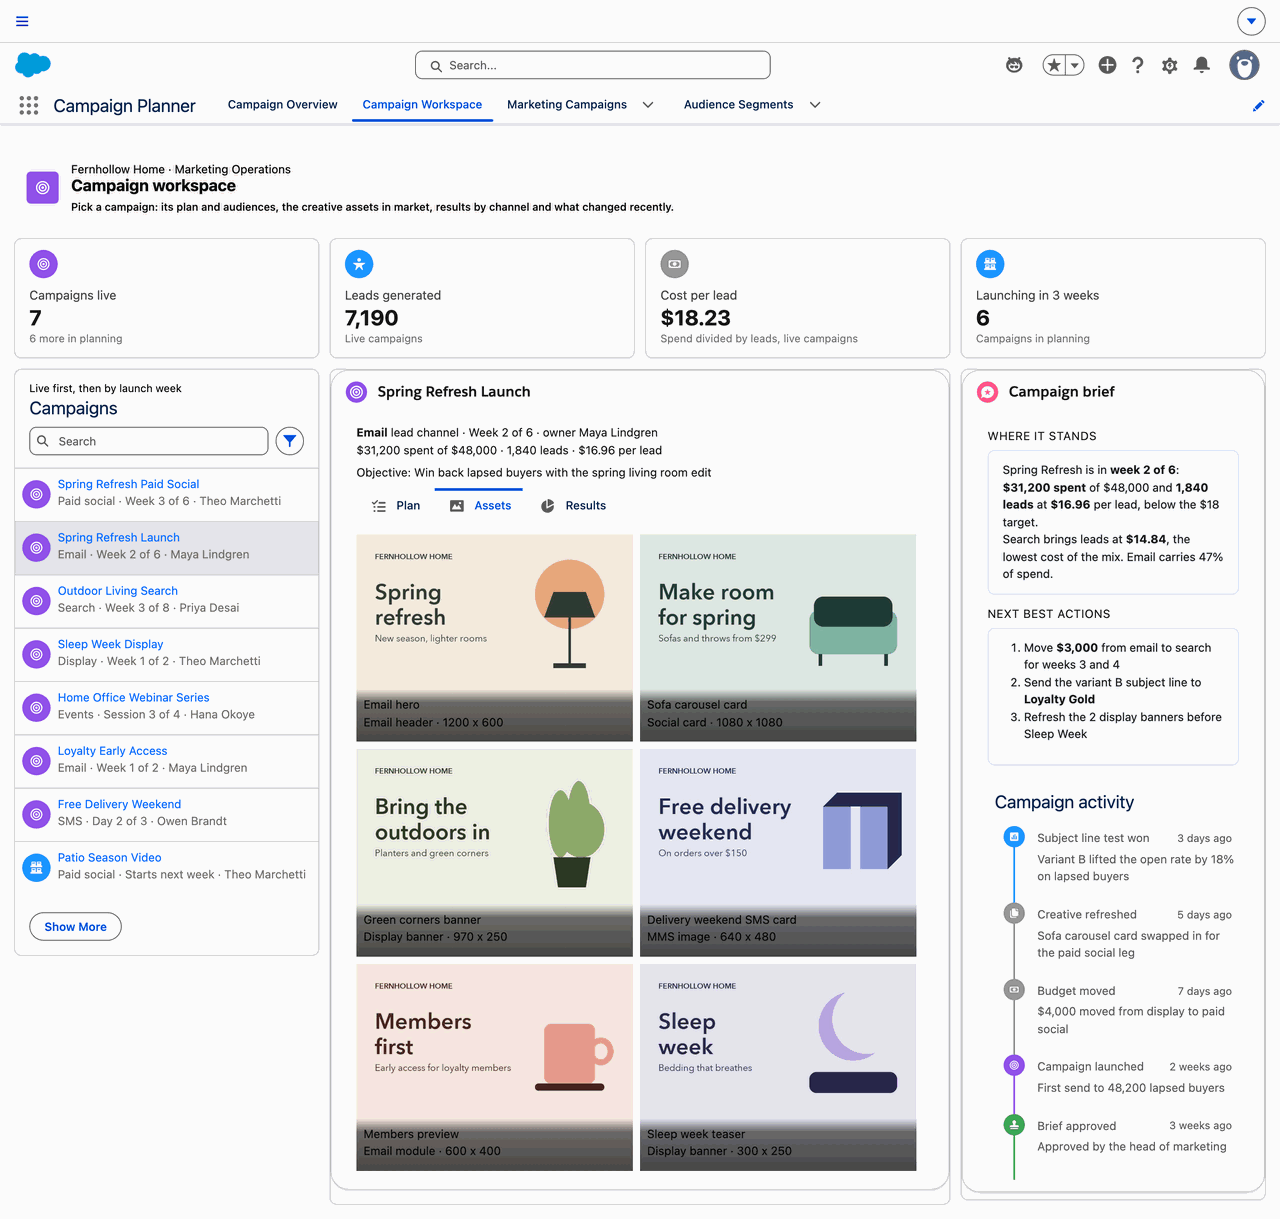 Search...
Campaign Planner
Campaign Overview
Campaign Workspace
Marketing Campaigns
Audience Segments
Fernhollow Home · Marketing Operations
Campaign workspace
Pick a campaign: its plan and audiences, the creative assets in market, results by channel and what changed recently.
Campaigns live
7
6 more in planning
Leads generated
7,190
Live campaigns
Cost per lead
$18.23
Spend divided by leads, live campaigns
Launching in 3 weeks
6
Campaigns in planning
Live first, then by launch week
Campaigns
Search
Spring Refresh Paid Social
Paid social · Week 3 of 6 · Theo Marchetti
Spring Refresh Launch
Email · Week 2 of 6 · Maya Lindgren
Outdoor Living Search
Search · Week 3 of 8 · Priya Desai
Sleep Week Display
Display · Week 1 of 2 · Theo Marchetti
Home Office Webinar Series
Events · Session 3 of 4 · Hana Okoye
Loyalty Early Access
Email · Week 1 of 2 · Maya Lindgren
Free Delivery Weekend
SMS · Day 2 of 3 · Owen Brandt
Patio Season Video
Paid social · Starts next week · Theo Marchetti
Show More
Spring Refresh Launch
Email lead channel · Week 2 of 6 · owner Maya Lindgren
$31,200 spent of $48,000 · 1,840 leads · $16.96 per lead
Objective: Win back lapsed buyers with the spring living room edit
Plan
Assets
Results
FERNHOLLOW HOME
Spring
refresh
New season, lighter rooms
Email hero
Email header · 1200 x 600
FERNHOLLOW HOME
Make room
for spring
Sofas and throws from $299
Sofa carousel card
Social card · 1080 x 1080
FERNHOLLOW HOME
Bring the
outdoors in
Planters and green corners
Green corners banner
Display banner · 970 x 250
FERNHOLLOW HOME
Free delivery
weekend
On orders over $150
Delivery weekend SMS card
MMS image · 640 x 480
FERNHOLLOW HOME
Members
first
Early access for loyalty members
Members preview
Email module · 600 x 400
FERNHOLLOW HOME
Sleep
week
Bedding that breathes
Sleep week teaser
Display banner · 300 x 250
Campaign brief
WHERE IT STANDS
Spring Refresh is in week 2 of 6:
$31,200 spent of $48,000 and 1,840
leads at $16.96 per lead, below the $18
target.
Search brings leads at $14.84, the
lowest cost of the mix. Email carries 47%
of spend.
NEXT BEST ACTIONS
1. Move $3,000 from email to search
for weeks 3 and 4
2. Send the variant B subject line to
Loyalty Gold
3. Refresh the 2 display banners before
Sleep Week
Campaign activity
Subject line test won
3 days ago
Variant B lifted the open rate by 18%
on lapsed buyers
Creative refreshed
5 days ago
Sofa carousel card swapped in for
the paid social leg
Budget moved
7 days ago
$4,000 moved from display to paid
social
Campaign launched
2 weeks ago
First send to 48,200 lapsed buyers
Brief approved
3 weeks ago
Approved by the head of marketing